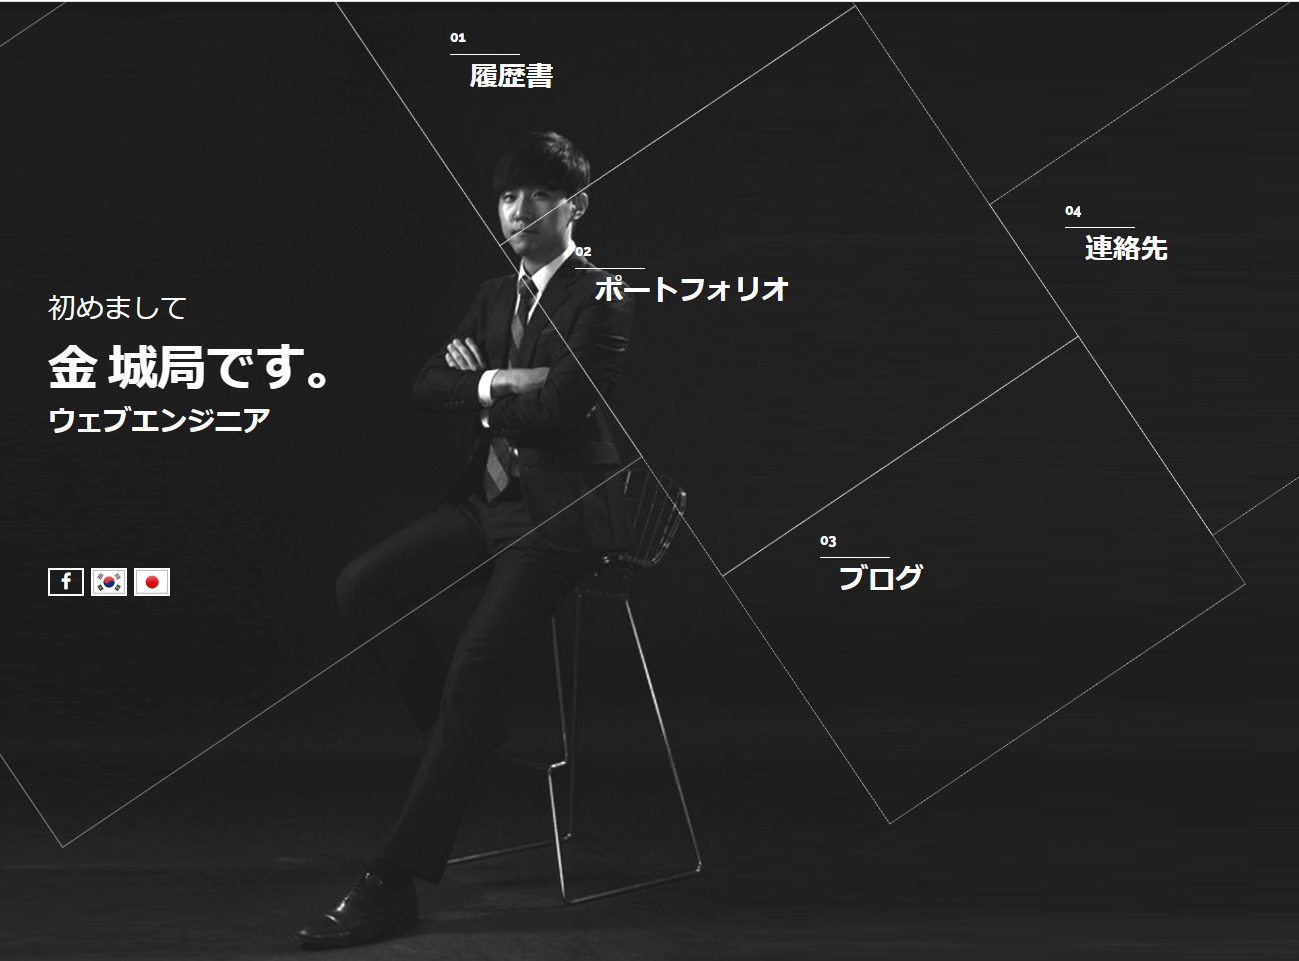 01
履歴書
04
連絡先
02
ポートフォリオ
初めまして
金 城局です。
ウェブエンジニア
03
ブログ
f